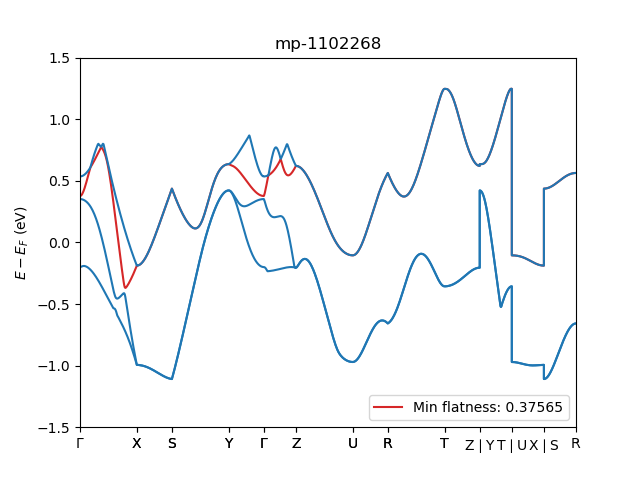 mp-1102268
E − E_F (eV)
1.5
1.0
0.5
0.0
−0.5
−1.0
−1.5
Min flatness: 0.37565
Γ X S Y Γ Z U R T Z | Y T | U X | S R